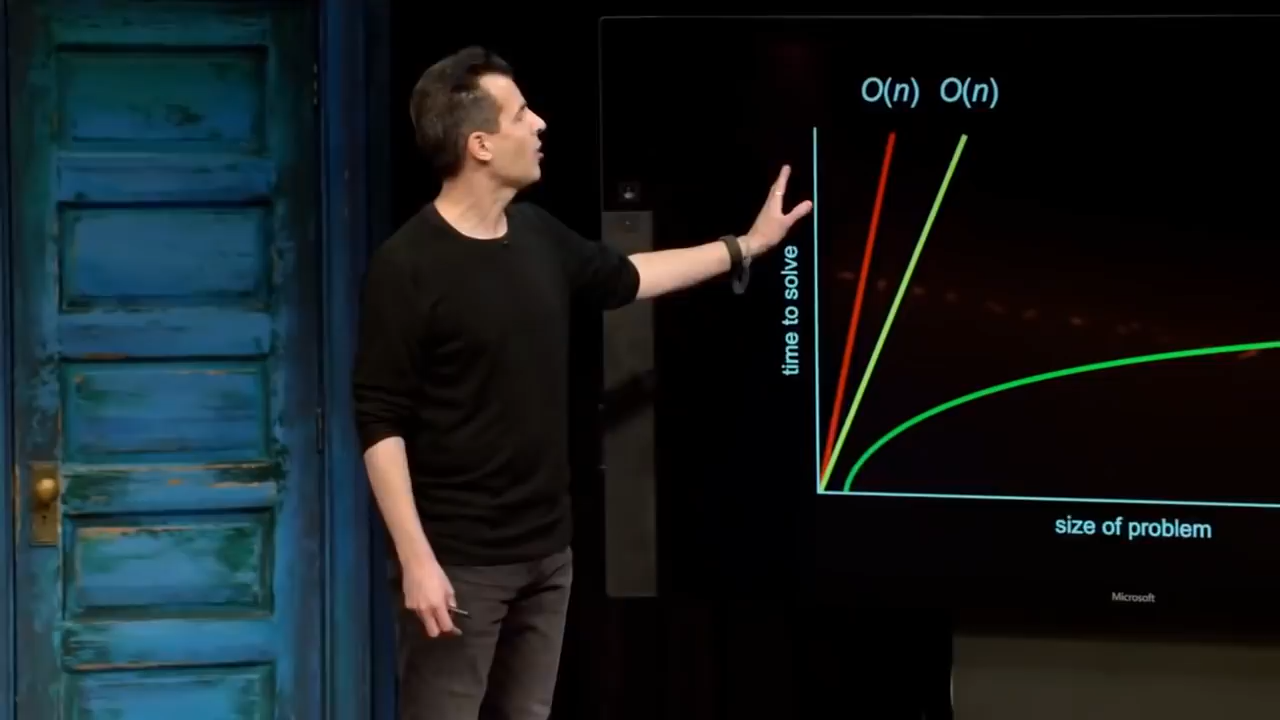 O(n) O(n)
time to solve
size of problem
Microsoft